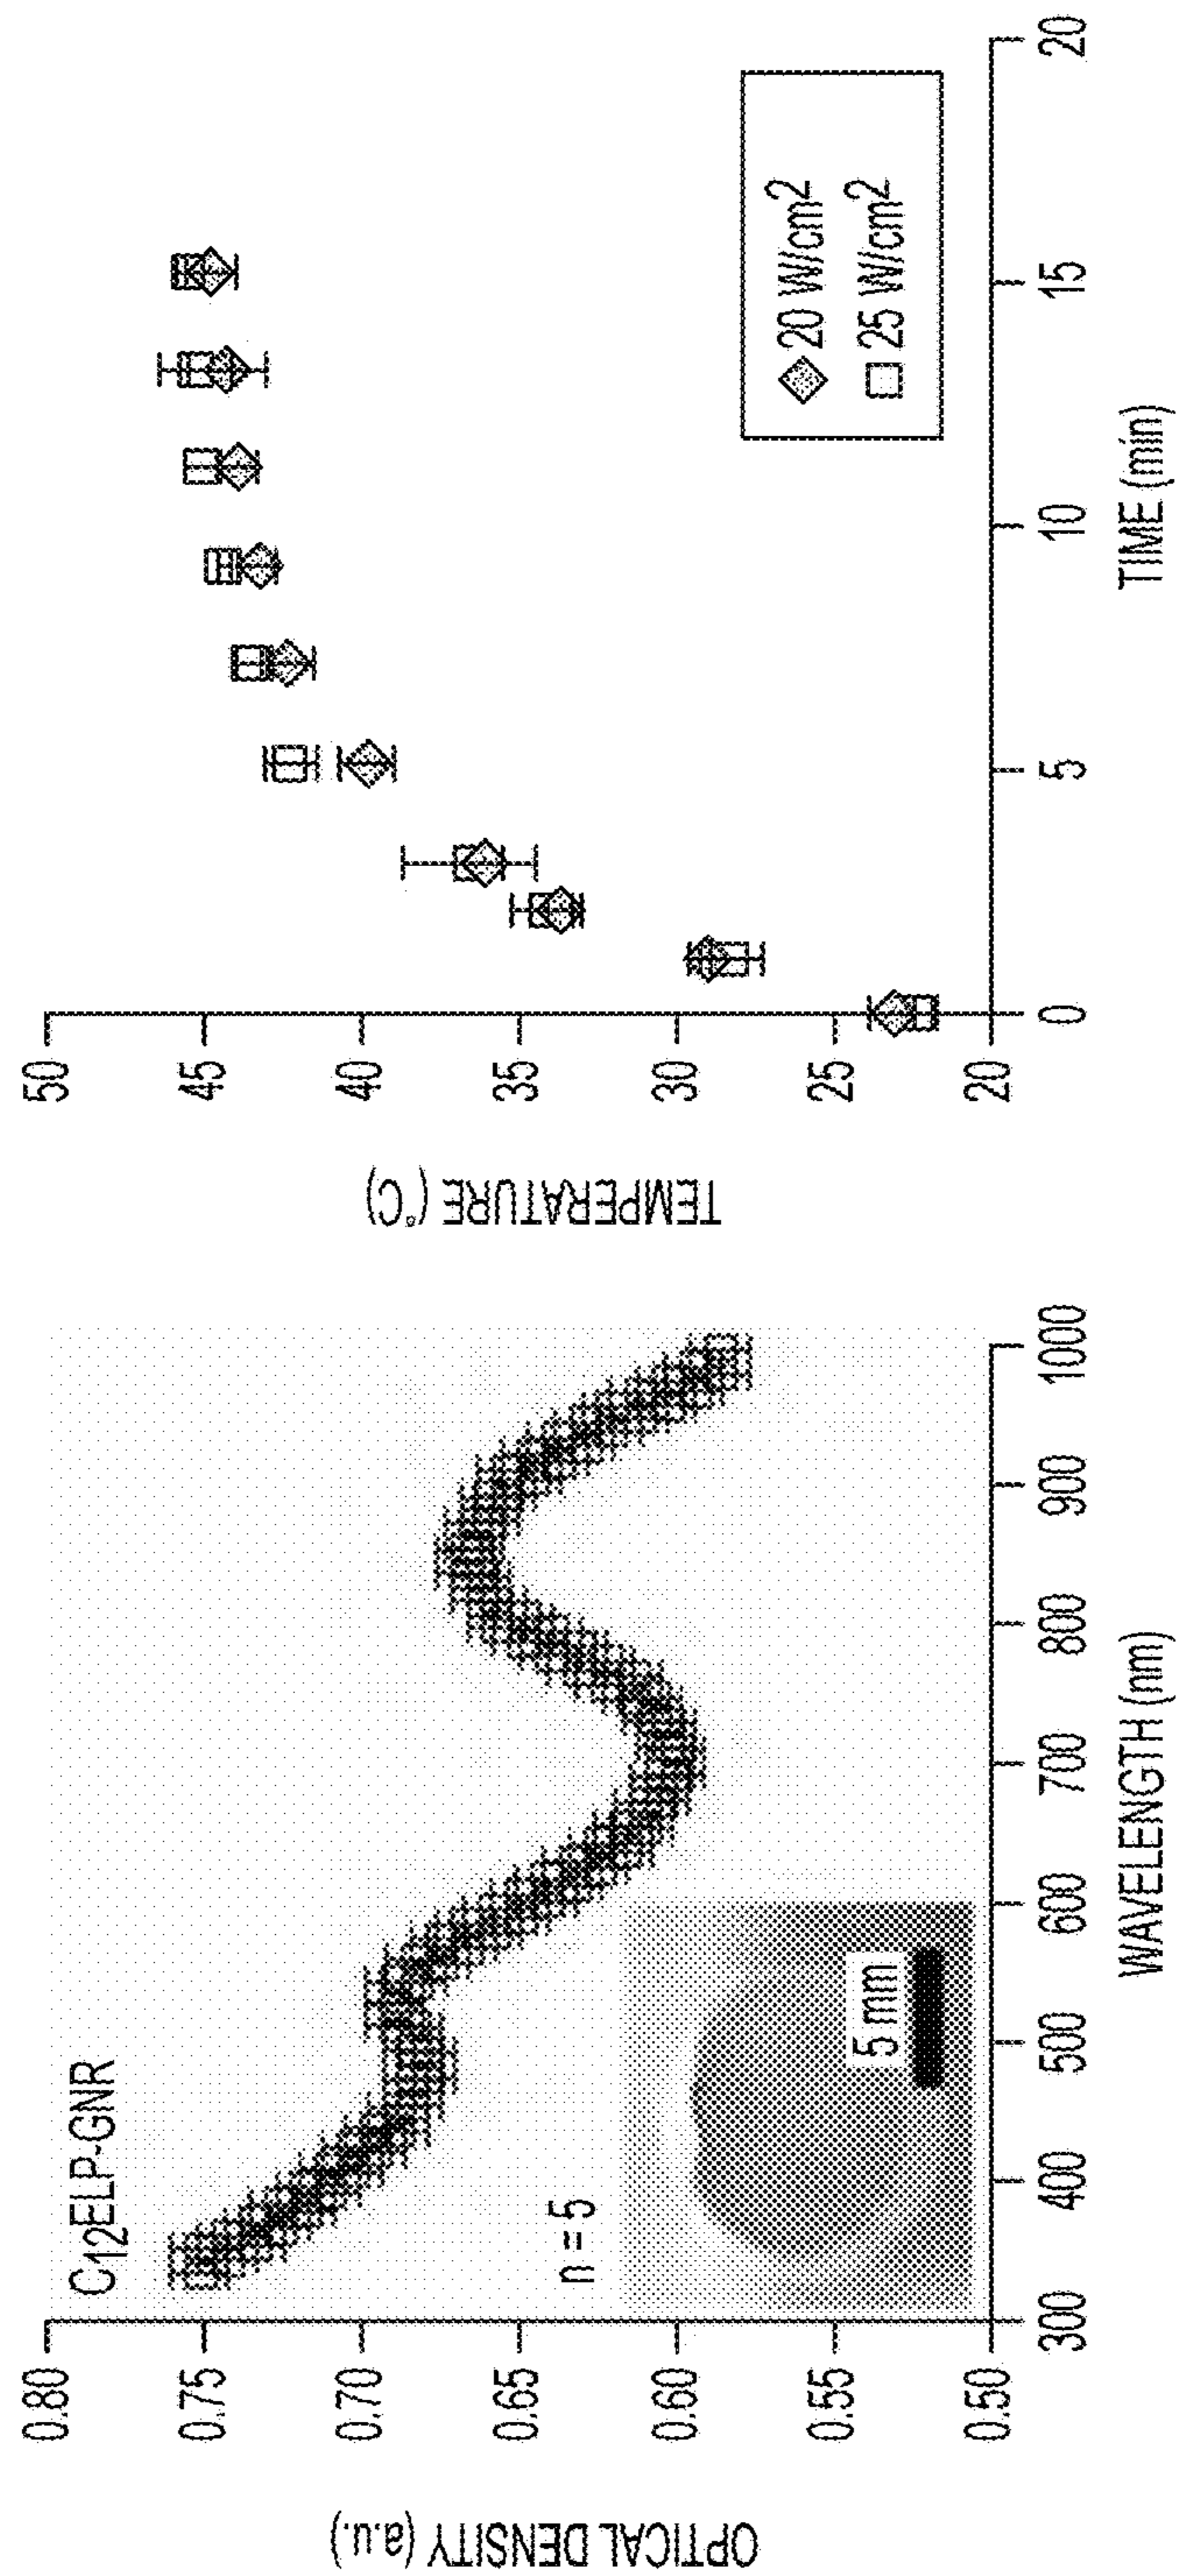 OPTICAL DENSITY (a.u.)
0.80
0.75
0.70
0.65
0.60
0.55
0.50
C12ELP-GNR
n = 5
5 mm
300 400 500 600 700 800 900 1000
WAVELENGTH (nm)
TEMPERATURE (°C)
50
45
40
35
30
25
20
20 W/cm2
25 W/cm2
0 5 10 15 20
TIME (min)